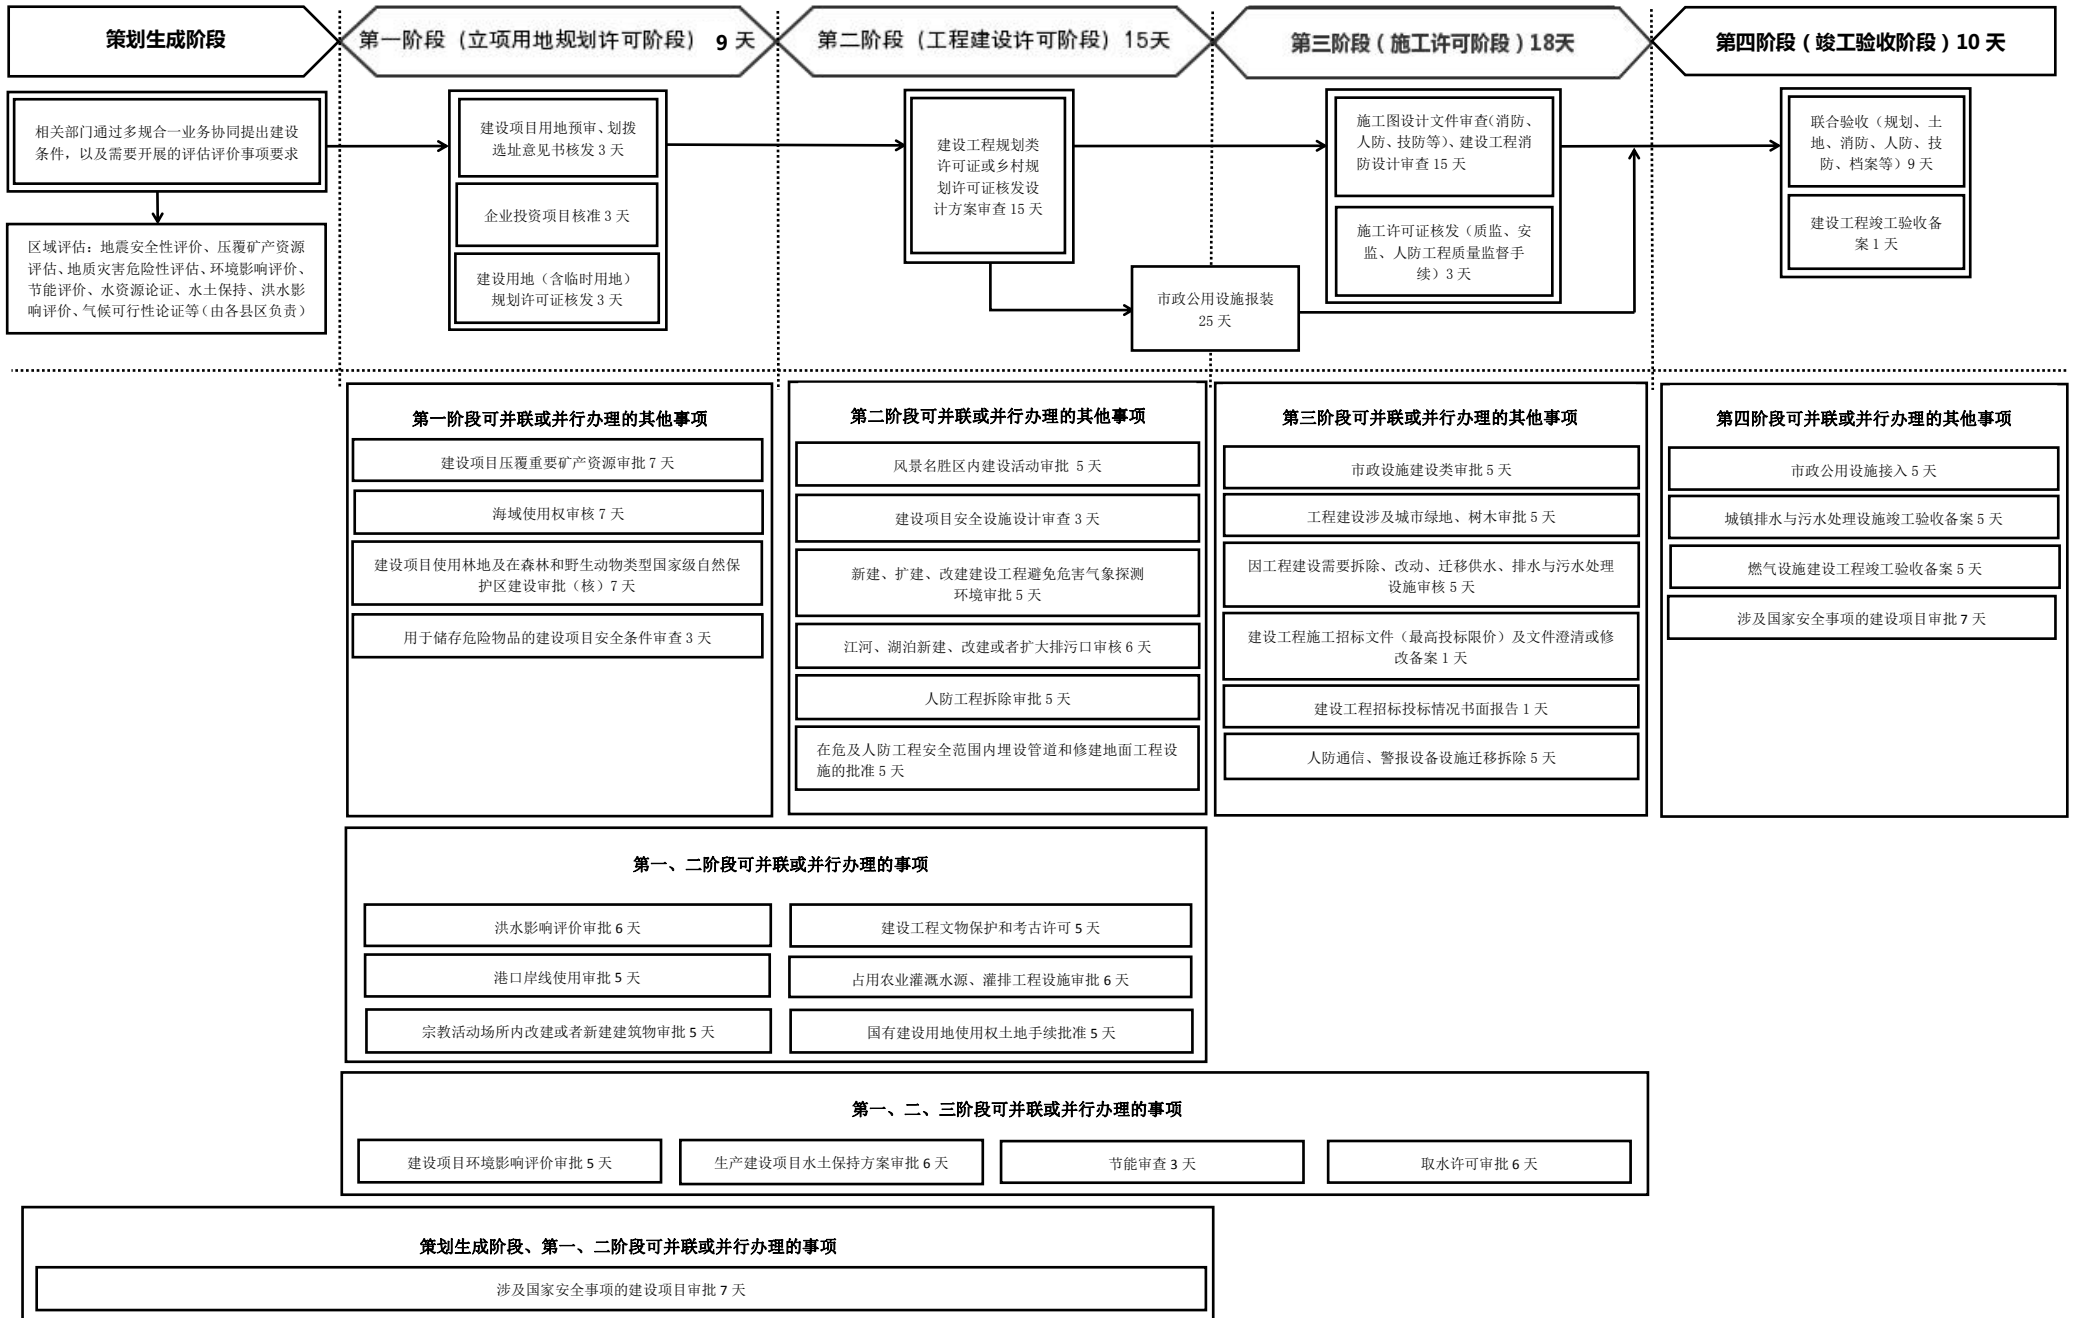 策划生成阶段
第一阶段（立项用地规划许可阶段） 9 天
第二阶段（工程建设许可阶段）15天
第三阶段（施工许可阶段）18天
第四阶段（竣工验收阶段）10 天
相关部门通过多规合一业务协同提出建设
条件，以及需要开展的评估评价事项要求
区域评估：地震安全性评价、压覆矿产资源
评估、地质灾害危险性评估、环境影响评价、
节能评价、水资源论证、水土保持、洪水影
响评价、气候可行性论证等（由各县区负责）
建设项目用地预审、划拨
选址意见书核发 3 天
企业投资项目核准 3 天
建设用地（含临时用地）
规划许可证核发 3 天
建设工程规划类
许可证或乡村规
划许可证核发设
计方案审查 15 天
市政公用设施报装
25 天
施工图设计文件审查（消防、
人防、技防等）、建设工程消
防设计审查 15 天
施工许可证核发（质监、安
监、人防工程质量监督手
续）3 天
联合验收（规划、土
地、消防、人防、技
防、档案等）9 天
建设工程竣工验收备
案 1 天
第一阶段可并联或并行办理的其他事项
建设项目压覆重要矿产资源审批 7 天
海域使用权审核 7 天
建设项目使用林地及在森林和野生动物类型国家级自然保
护区建设审批（核）7 天
用于储存危险物品的建设项目安全条件审查 3 天
第二阶段可并联或并行办理的其他事项
风景名胜区内建设活动审批 5 天
建设项目安全设施设计审查 3 天
新建、扩建、改建建设工程避免危害气象探测
环境审批 5 天
江河、湖泊新建、改建或者扩大排污口审核 6 天
人防工程拆除审批 5 天
在危及人防工程安全范围内埋设管道和修建地面工程设
施的批准 5 天
第三阶段可并联或并行办理的其他事项
市政设施建设类审批 5 天
工程建设涉及城市绿地、树木审批 5 天
因工程建设需要拆除、改动、迁移供水、排水与污水处理
设施审核 5 天
建设工程施工招标文件（最高投标限价）及文件澄清或修
改备案 1 天
建设工程招标投标情况书面报告 1 天
人防通信、警报设备设施迁移拆除 5 天
第四阶段可并联或并行办理的其他事项
市政公用设施接入 5 天
城镇排水与污水处理设施竣工验收备案 5 天
燃气设施建设工程竣工验收备案 5 天
涉及国家安全事项的建设项目审批 7 天
第一、二阶段可并联或并行办理的事项
洪水影响评价审批 6 天
建设工程文物保护和考古许可 5 天
港口岸线使用审批 5 天
占用农业灌溉水源、灌排工程设施审批 6 天
宗教活动场所内改建或者新建建筑物审批 5 天
国有建设用地使用权土地手续批准 5 天
第一、二、三阶段可并联或并行办理的事项
建设项目环境影响评价审批 5 天
生产建设项目水土保持方案审批 6 天
节能审查 3 天
取水许可审批 6 天
策划生成阶段、第一、二阶段可并联或并行办理的事项
涉及国家安全事项的建设项目审批 7 天